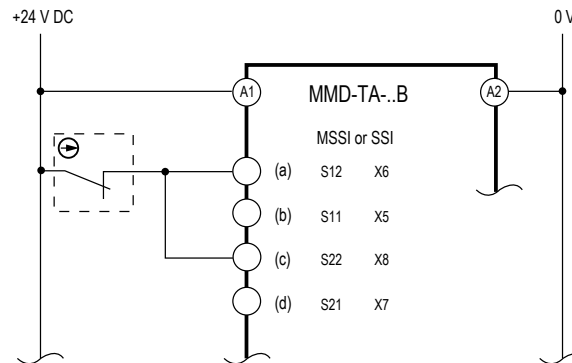 +24 V DC 0 V
A1 MMD-TA-..B A2
MSSI or SSI
(a) S12 X6
(b) S11 X5
(c) S22 X8
(d) S21 X7